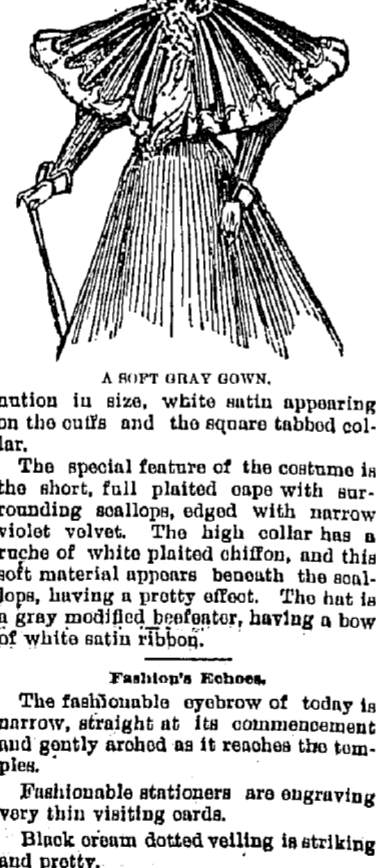 A SOFT GRAY GOWN.
nution in size, white satin appearing
on the cuffs and the square tabbed col-
lar.
The special feature of the costume is
the short, full plaited cape with sur-
rounding scallops, edged with narrow
violet velvet. The high collar has a
ruche of white plaited chiffon, and this
soft material appears beneath the scal-
lops, having a pretty effect. The hat is
a gray modified beefeater, having a bow
of white satin ribbon.
Fashion's Echoes.
The fashionable eyebrow of today is
narrow, straight at its commencement
and gently arched as it reaches the tem-
ples.
Fashionable stationers are engraving
very thin visiting cards.
Black cream dotted veiling is striking
and pretty.